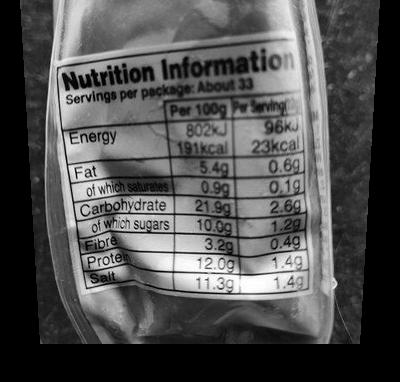 Nutrition Information
Servings per package: About 33
Per 100g Per Serving
Energy 802kJ 96kJ
191kcal 23kcal
Fat 5.4g 0.6g
of which saturates 0.9g 0.1g
Carbohydrate 21.9g 2.6g
of which sugars 10.0g 1.2g
Fibre 3.2g 0.4g
Protein 12.0g 1.4g
Salt 11.3g 1.4g